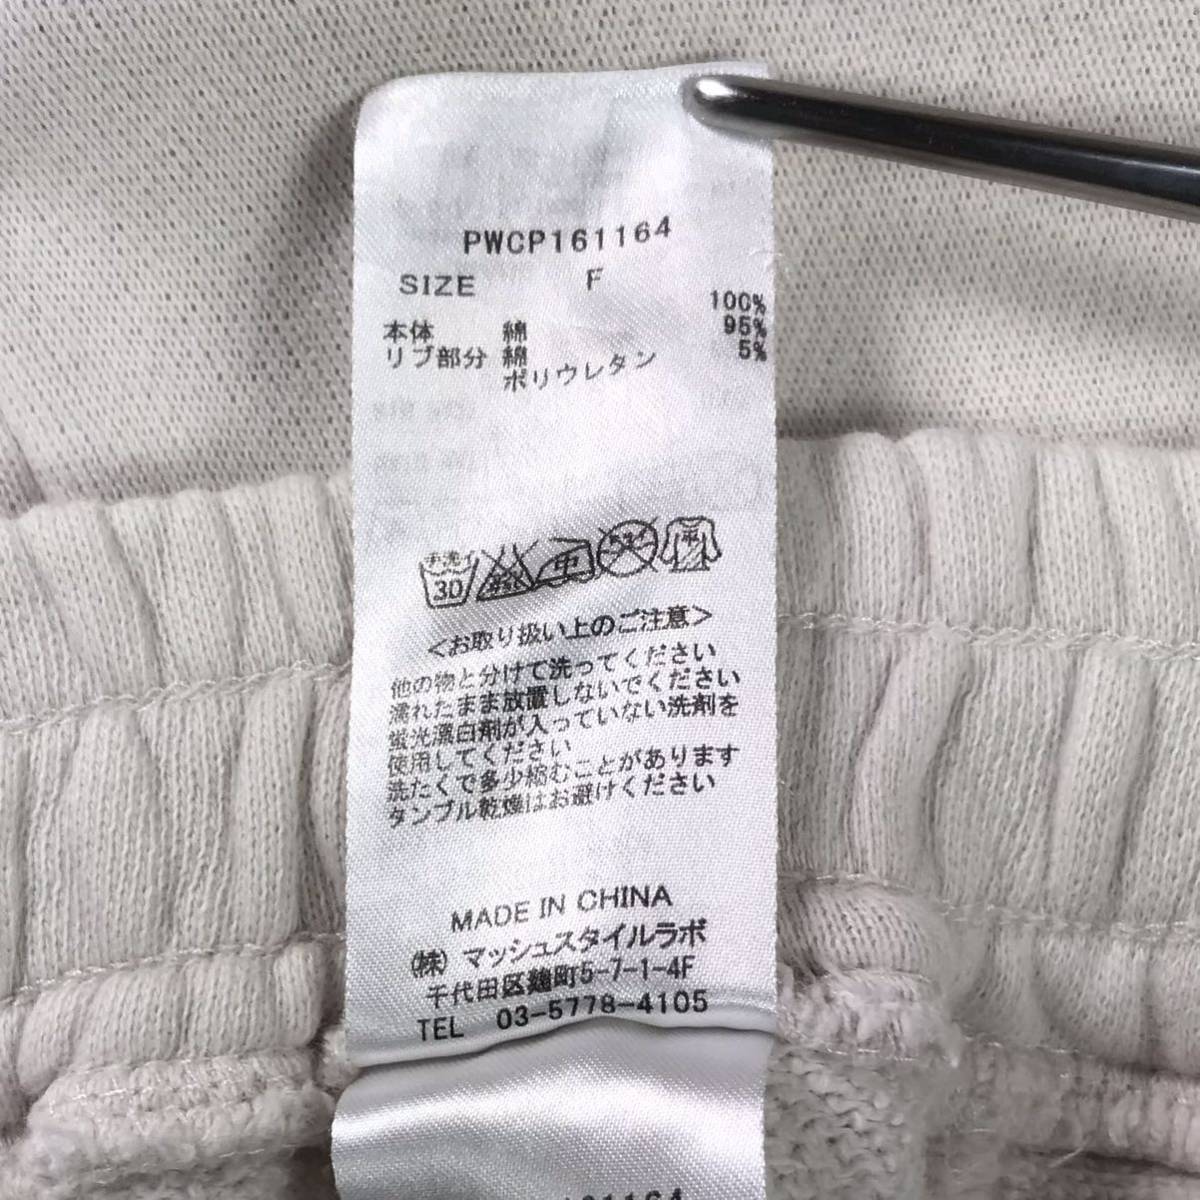 PWCP161164
SIZE F
本体 綿 100%
リブ部分 綿 95%
ポリウレタン 5%
手洗イ 30 中 平
<お取り扱い上のご注意>
他の物と分けて洗ってください
濡れたまま放置しないでください
蛍光漂白剤が入っていない洗剤を
使用してください
洗たくで多少縮むことがあります
タンブル乾燥はお避けください
MADE IN CHINA
(株) マッシュスタイルラボ
千代田区麹町5-7-1-4F
TEL 03-5778-4105